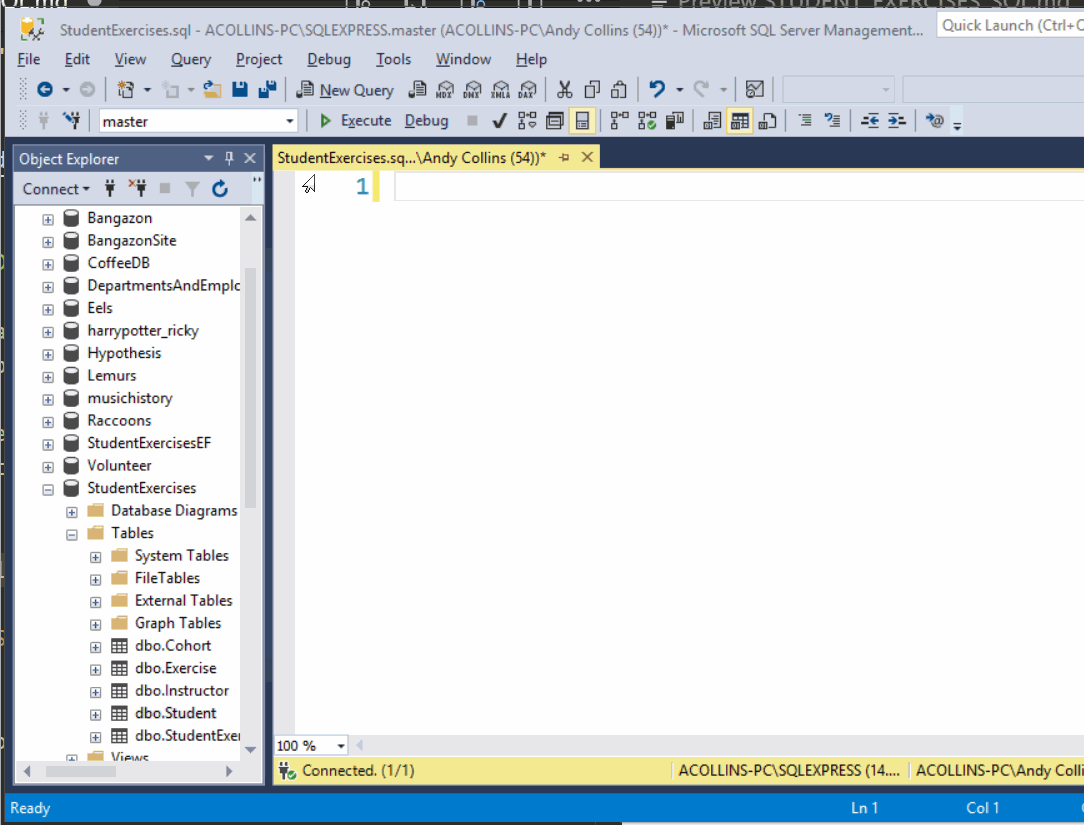 Preview STUDENT_EXERCISES_SQL.md
StudentExercises.sql - ACOLLINS-PC\SQLEXPRESS.master (ACOLLINS-PC\Andy Collins (54))* - Microsoft SQL Server Management...
Quick Launch (Ctrl+Q
File Edit View Query Project Debug Tools Window Help
New Query MDX DMX XMLA DAX
master Execute Debug
Object Explorer
StudentExercises.sq...\Andy Collins (54))*
Connect
1
Bangazon
BangazonSite
CoffeeDB
DepartmentsAndEmplo
Eels
harrypotter_ricky
Hypothesis
Lemurs
musichistory
Raccoons
StudentExercisesEF
Volunteer
StudentExercises
Database Diagrams
Tables
System Tables
FileTables
External Tables
Graph Tables
dbo.Cohort
dbo.Exercise
dbo.Instructor
dbo.Student
dbo.StudentExer
Views
100 %
Connected. (1/1) ACOLLINS-PC\SQLEXPRESS (14.... ACOLLINS-PC\Andy Colli
Ready Ln 1 Col 1